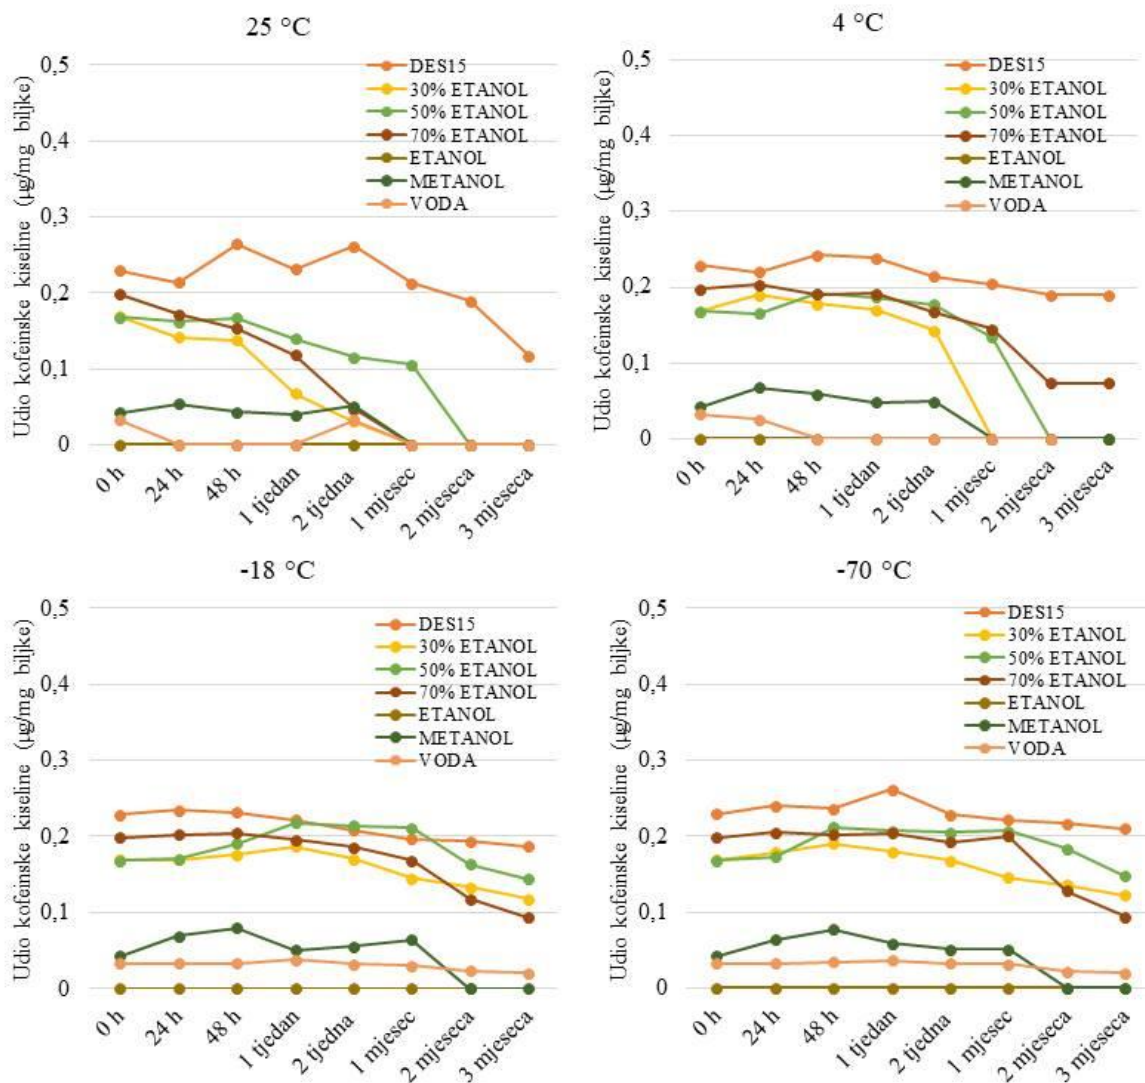 25 °C
Udio kofeinske kiseline (µg/mg biljke)
0,5
0,4
0,3
0,2
0,1
0
DES15
30% ETANOL
50% ETANOL
70% ETANOL
ETANOL
METANOL
VODA
0 h
24 h
48 h
1 tjedan
2 tjedna
1 mjesec
2 mjeseca
3 mjeseca
4 °C
Udio kofeinske kiseline (µg/mg biljke)
0,5
0,4
0,3
0,2
0,1
0
DES15
30% ETANOL
50% ETANOL
70% ETANOL
ETANOL
METANOL
VODA
0 h
24 h
48 h
1 tjedan
2 tjedna
1 mjesec
2 mjeseca
3 mjeseca
-18 °C
Udio kofeinske kiseline (µg/mg biljke)
0,5
0,4
0,3
0,2
0,1
0
DES15
30% ETANOL
50% ETANOL
70% ETANOL
ETANOL
METANOL
VODA
0 h
24 h
48 h
1 tjedan
2 tjedna
1 mjesec
2 mjeseca
3 mjeseca
-70 °C
Udio kofeinske kiseline (µg/mg biljke)
0,5
0,4
0,3
0,2
0,1
0
DES15
30% ETANOL
50% ETANOL
70% ETANOL
ETANOL
METANOL
VODA
0 h
24 h
48 h
1 tjedan
2 tjedna
1 mjesec
2 mjeseca
3 mjeseca